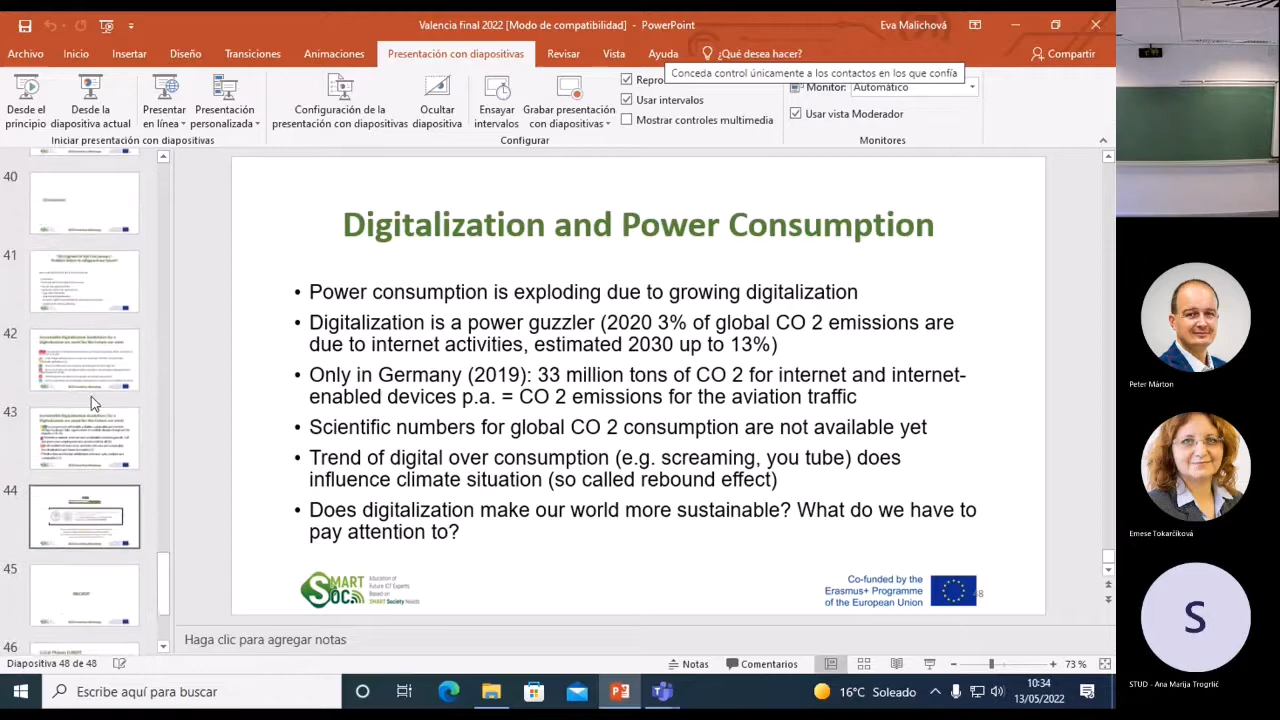 Valencia final 2022 [Modo de compatibilidad] - PowerPoint
Eva Malichová
Archivo Inicio Insertar Diseño Transiciones Animaciones Presentación con diapositivas Revisar Vista Ayuda ¿Qué desea hacer? Compartir
Conceda control únicamente a los contactos en los que confía
Desde el principio
Desde la diapositiva actual
Presentar en línea
Presentación personalizada
Configuración de la presentación con diapositivas
Ocultar diapositiva
Ensayar intervalos
Grabar presentación con diapositivas
Repro
Usar intervalos
Mostrar controles multimedia
Monitor: Automático
Usar vista Moderador
Iniciar presentación con diapositivas
Configurar
Monitores
40
41
42
43
44
45
46
Digitalization and Power Consumption
• Power consumption is exploding due to growing digitalization
• Digitalization is a power guzzler (2020 3% of global CO 2 emissions are
due to internet activities, estimated 2030 up to 13%)
• Only in Germany (2019): 33 million tons of CO 2 for internet and internet-
enabled devices p.a. = CO 2 emissions for the aviation traffic
• Scientific numbers for global CO 2 consumption are not available yet
• Trend of digital over consumption (e.g. screaming, you tube) does
influence climate situation (so called rebound effect)
• Does digitalization make our world more sustainable? What do we have to
pay attention to?
SMART SOC
Education of
Future ICT Experts
Based on
SMART Society Needs
Co-funded by the
Erasmus+ Programme
of the European Union
48
Haga clic para agregar notas
Diapositiva 48 de 48
Notas
Comentarios
73 %
Escribe aquí para buscar
16°C Soleado
10:34
13/05/2022
Peter Márton
Emese Tokarčíková
S
STUD - Ana Marija Trogrlić